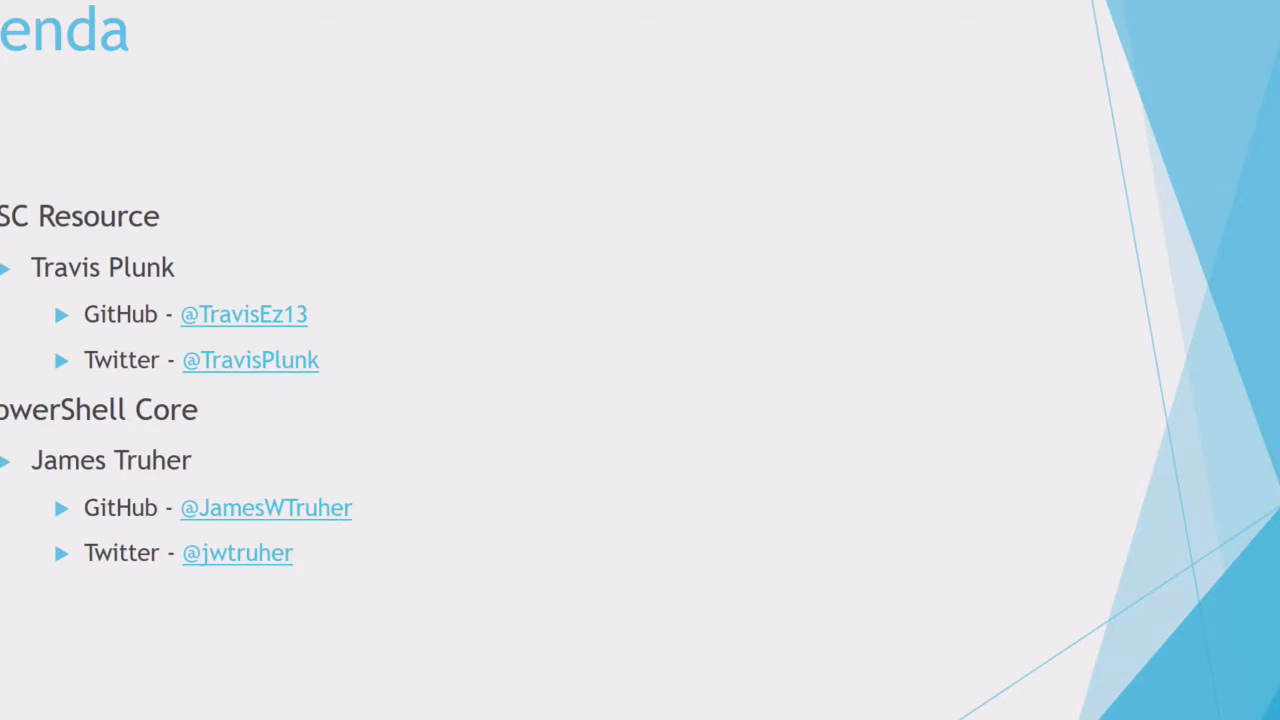 enda
SC Resource
Travis Plunk
GitHub - @TravisEz13
Twitter - @TravisPlunk
owerShell Core
James Truher
GitHub - @JamesWTruher
Twitter - @jwtruher